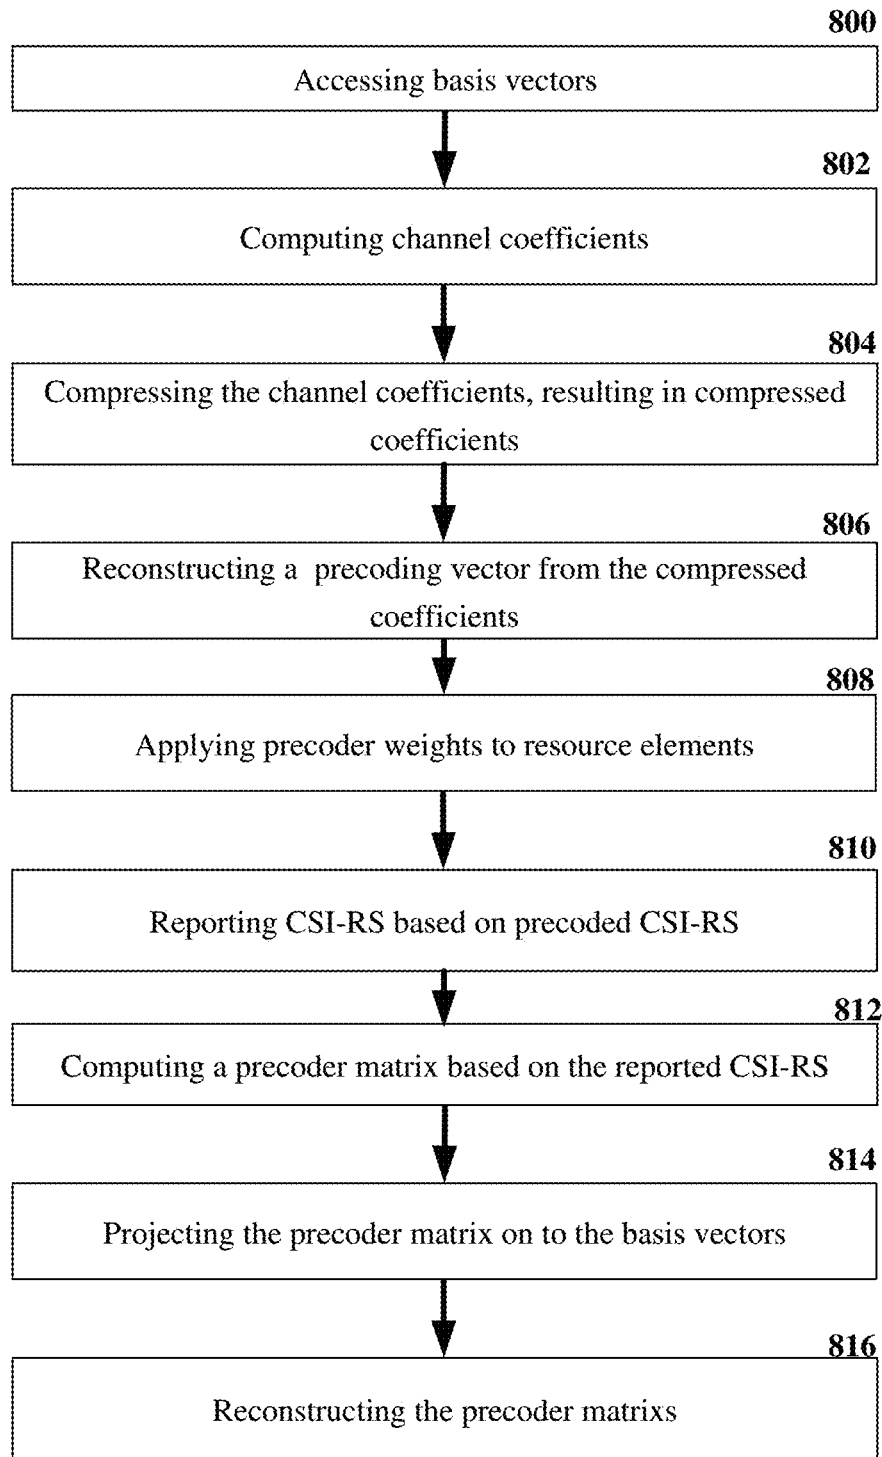 800
Accessing basis vectors
802
Computing channel coefficients
804
Compressing the channel coefficients, resulting in compressed
coefficients
806
Reconstructing a precoding vector from the compressed
coefficients
808
Applying precoder weights to resource elements
810
Reporting CSI-RS based on precoded CSI-RS
812
Computing a precoder matrix based on the reported CSI-RS
814
Projecting the precoder matrix on to the basis vectors
816
Reconstructing the precoder matrixs